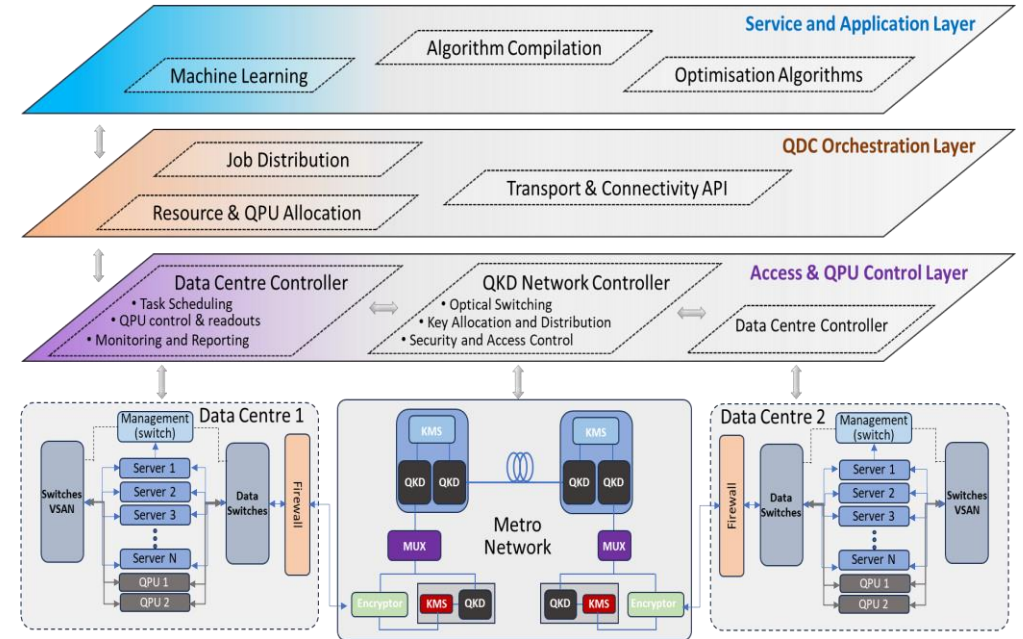 Service and Application Layer
Algorithm Compilation
Machine Learning
Optimisation Algorithms
QDC Orchestration Layer
Job Distribution
Transport & Connectivity API
Resource & QPU Allocation
Access & QPU Control Layer
Data Centre Controller
• Task Scheduling
• QPU control & readouts
• Monitoring and Reporting
QKD Network Controller
• Optical Switching
• Key Allocation and Distribution
• Security and Access Control
Data Centre Controller
Data Centre 1
Management
(switch)
Switches
VSAN
Server 1
Server 2
Server 3
Server N
QPU 1
QPU 2
Data
Switches
Firewall
KMS
QKD
QKD
KMS
QKD
QKD
Metro
Network
MUX
MUX
Encryptor
KMS
QKD
QKD
KMS
Encryptor
Data Centre 2
Management
(switch)
Firewall
Data
Switches
Server 1
Server 2
Server 3
Server N
QPU 1
QPU 2
Switches
VSAN